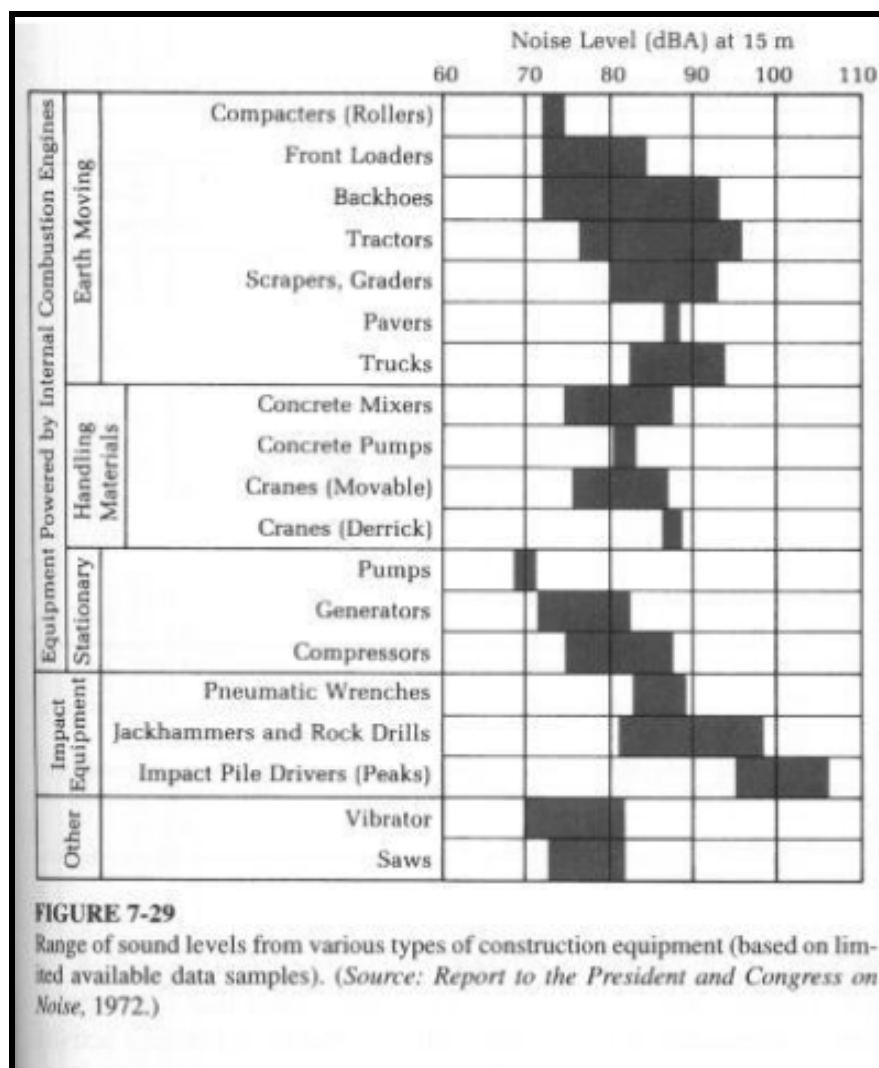 Noise Level (dBA) at 15 m
60 70 80 90 100 110
Equipment Powered by Internal Combustion Engines
Earth Moving
Compacters (Rollers)
Front Loaders
Backhoes
Tractors
Scrapers, Graders
Pavers
Trucks
Handling
Materials
Concrete Mixers
Concrete Pumps
Cranes (Movable)
Cranes (Derrick)
Stationary
Pumps
Generators
Compressors
Impact
Equipment
Pneumatic Wrenches
Jackhammers and Rock Drills
Impact Pile Drivers (Peaks)
Other
Vibrator
Saws
FIGURE 7-29
Range of sound levels from various types of construction equipment (based on lim-
ited available data samples). (Source: Report to the President and Congress on
Noise, 1972.)